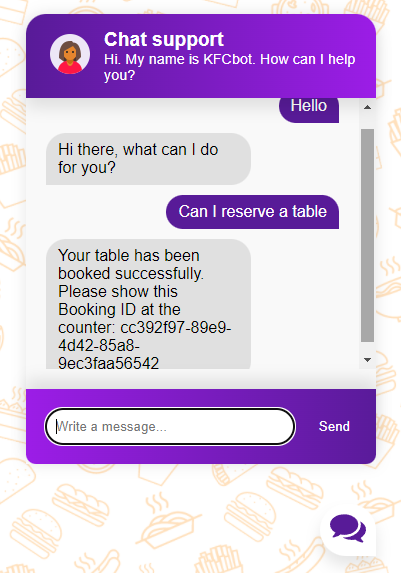 Chat support
Hi. My name is KFCbot. How can I help
you?
Hello
Hi there, what can I do
for you?
Can I reserve a table
Your table has been
booked successfully.
Please show this
Booking ID at the
counter: cc392f97-89e9-
4d42-85a8-
9ec3faa56542
Write a message...
Send